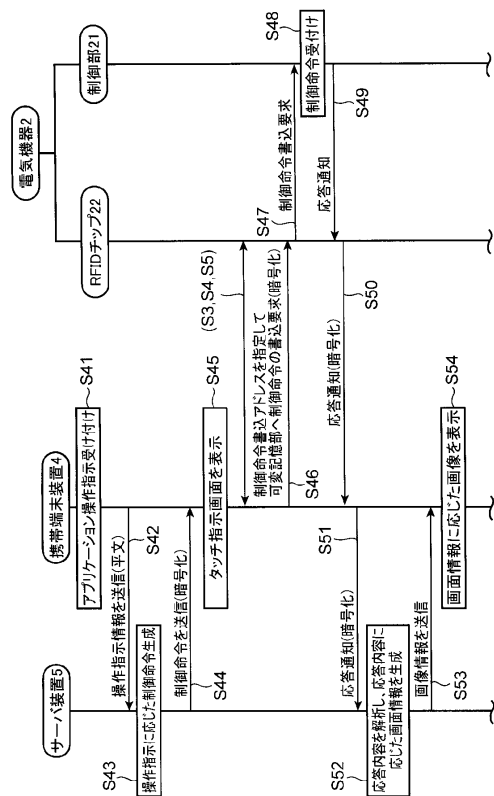 サーバ装置5
携帯端末装置4
電気機器2
RFIDチップ22
制御部21
アプリケーション操作指示受け付け
S41
操作指示情報を送信(平文)
S42
S43
操作指示に応じた制御命令生成
制御命令を送信(暗号化)
S44
タッチ指示画面を表示
S45
(S3,S4,S5)
制御命令書込アドレスを指定して
可変記憶部へ制御命令の書込要求(暗号化)
S46
制御命令書込要求
S47
制御命令受付け
S48
応答通知
S49
応答通知(暗号化)
S50
応答通知(暗号化)
S51
S52
応答内容を解析し、応答内容に
応じた画面情報を生成
画像情報を送信
S53
画面情報に応じた画像を表示
S54